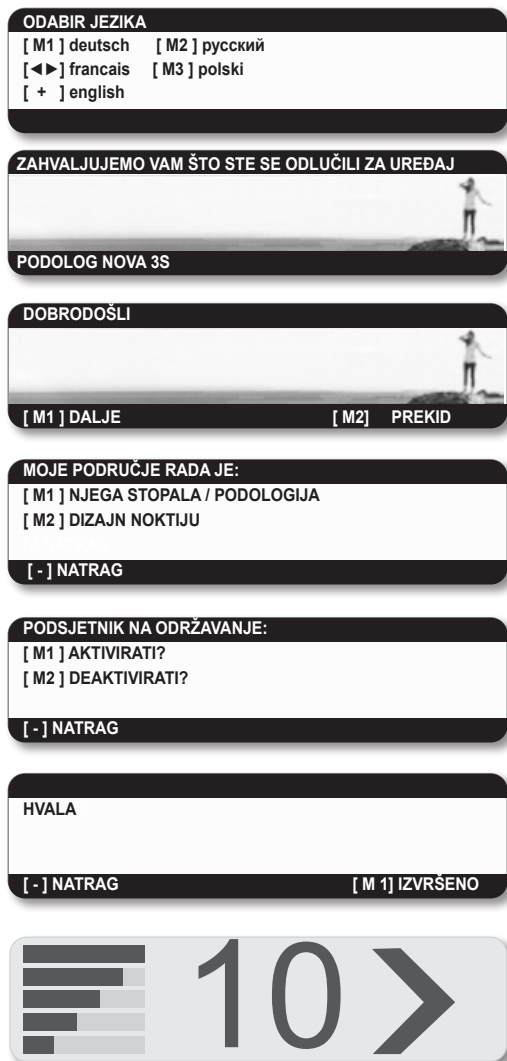 ODABIR JEZIKA
[ M1 ] deutsch [ M2 ] русский
[◄►] francais [ M3 ] polski
[ + ] english
ZAHVALJUJEMO VAM ŠTO STE SE ODLUČILI ZA UREĐAJ
PODOLOG NOVA 3S
DOBRODOŠLI
[ M1 ] DALJE [ M2] PREKID
MOJE PODRUČJE RADA JE:
[ M1 ] NJEGA STOPALA / PODOLOGIJA
[ M2 ] DIZAJN NOKTIJU
[ - ] NATRAG
PODSJETNIK NA ODRŽAVANJE:
[ M1 ] AKTIVIRATI?
[ M2 ] DEAKTIVIRATI?
[ - ] NATRAG
HVALA
[ - ] NATRAG [ M 1] IZVRŠENO
10 >